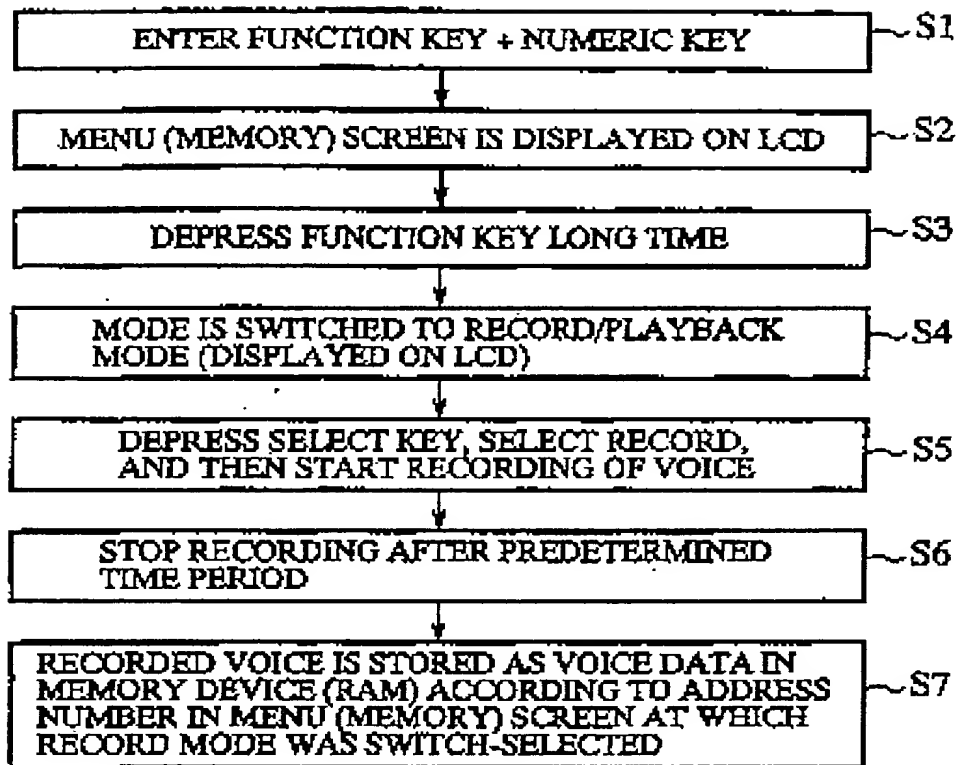 ENTER FUNCTION KEY + NUMERIC KEY
S1
MENU (MEMORY) SCREEN IS DISPLAYED ON LCD
S2
DEPRESS FUNCTION KEY LONG TIME
S3
MODE IS SWITCHED TO RECORD/PLAYBACK
MODE (DISPLAYED ON LCD)
S4
DEPRESS SELECT KEY, SELECT RECORD,
AND THEN START RECORDING OF VOICE
S5
STOP RECORDING AFTER PREDETERMINED
TIME PERIOD
S6
RECORDED VOICE IS STORED AS VOICE DATA IN
MEMORY DEVICE (RAM) ACCORDING TO ADDRESS
NUMBER IN MENU (MEMORY) SCREEN AT WHICH
RECORD MODE WAS SWITCH-SELECTED
S7